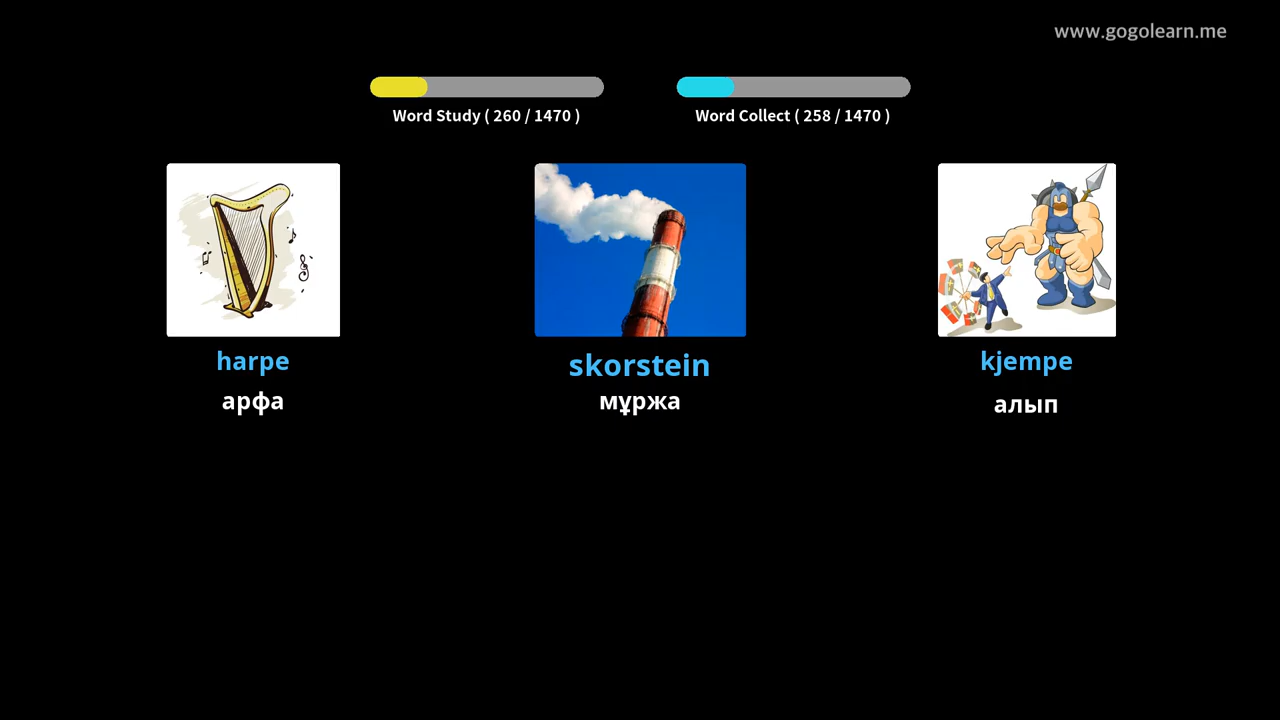 www.gogolearn.me
Word Study ( 260 / 1470 )
Word Collect ( 258 / 1470 )
harpe
арфа
skorstein
мұржа
kjempe
алып